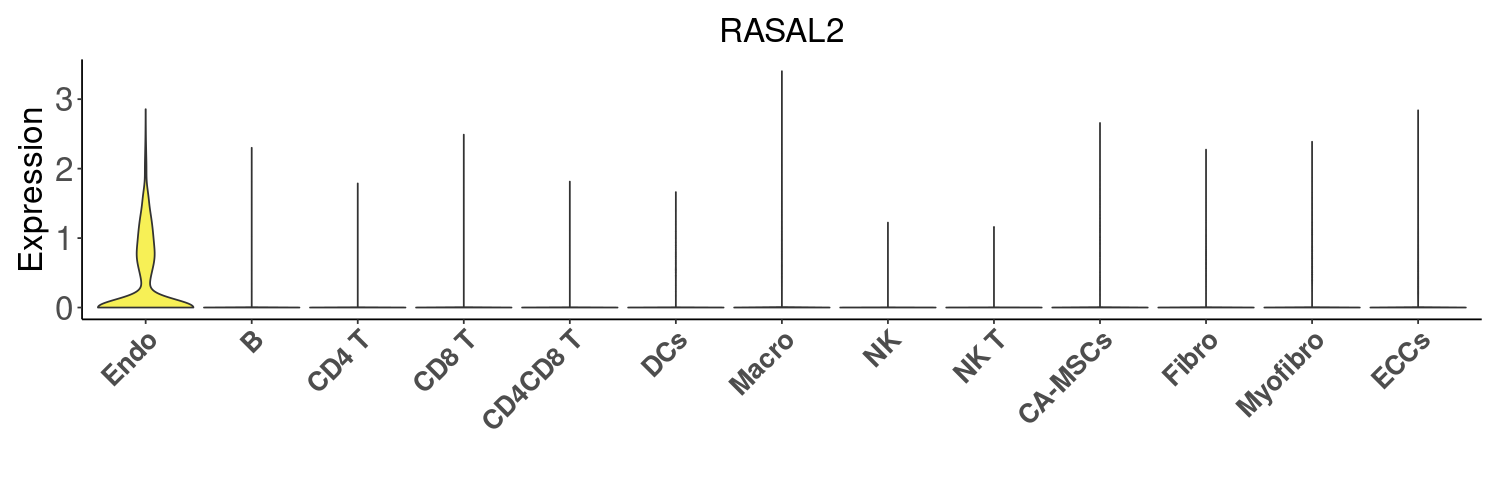 RASAL2
Expression
3
2
1
0
Endo
B
CD4 T
CD8 T
CD4CD8 T
DCs
Macro
NK
NK T
CA-MSCs
Fibro
Myofibro
ECCs